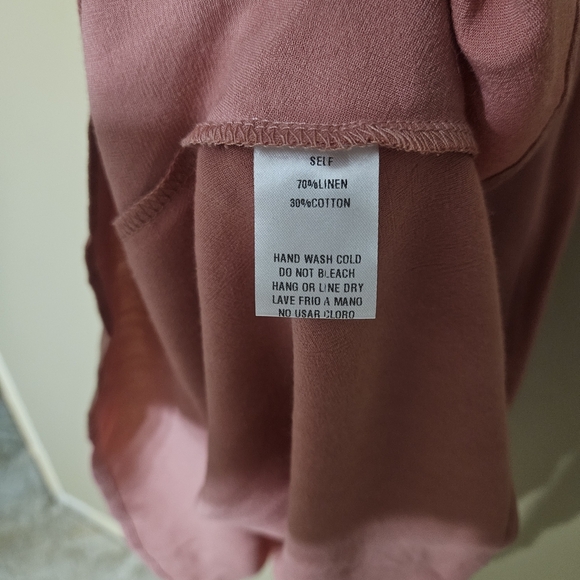 SELF
70%LINEN
30%COTTON
HAND WASH COLD
DO NOT BLEACH
HANG OR LINE DRY
LAVE FRIO A MANO
NO USAR CLORO